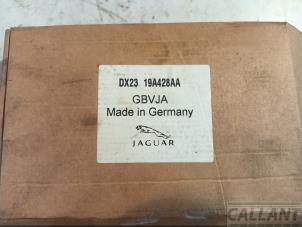 DX23 19A428AA
GBVJA
Made in Germany
JAGUAR
CALLANT